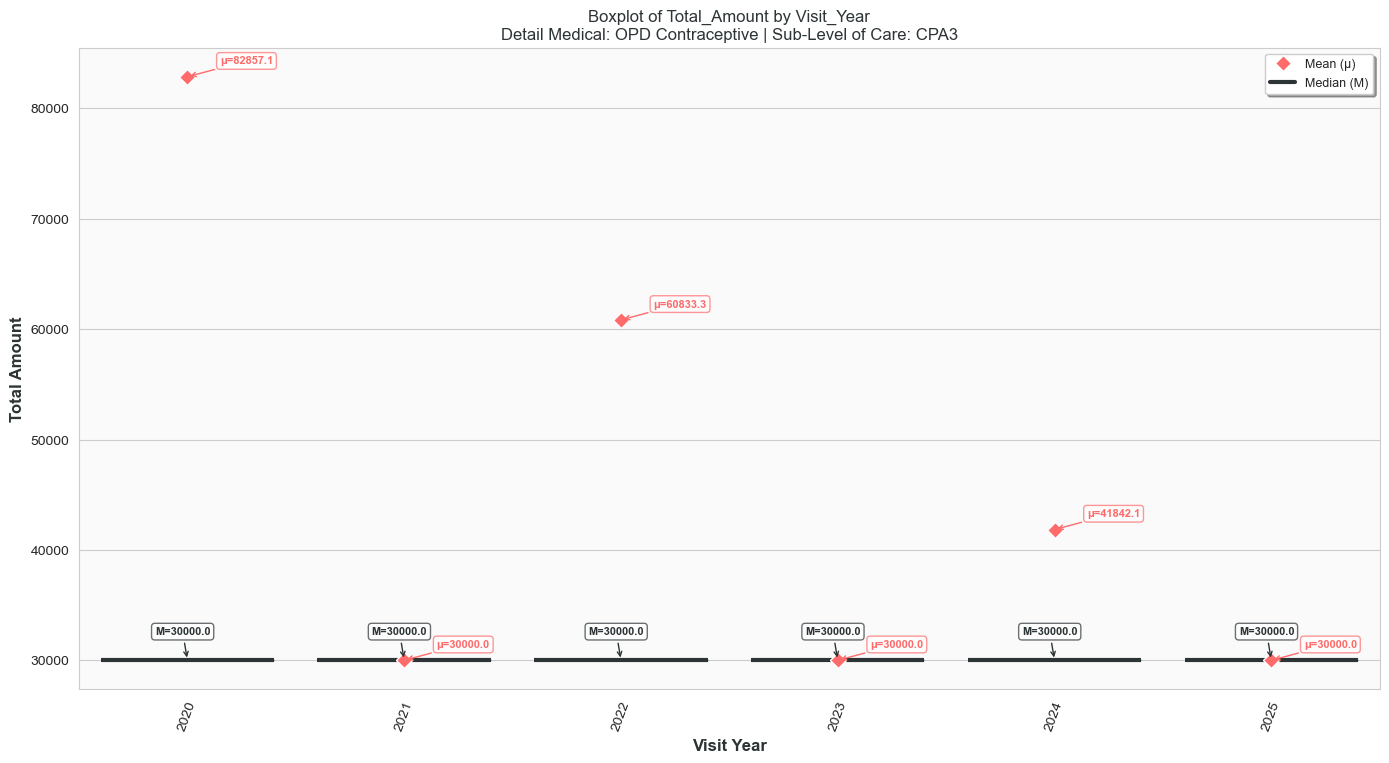 Boxplot of Total_Amount by Visit_Year
Detail Medical: OPD Contraceptive | Sub-Level of Care: CPA3
Mean (μ)
Median (M)
Total Amount
80000
70000
60000
50000
40000
30000
μ=82857.1
μ=60833.3
μ=41842.1
M=30000.0
M=30000.0
M=30000.0
M=30000.0
M=30000.0
M=30000.0
μ=30000.0
μ=30000.0
μ=30000.0
2020
2021
2022
2023
2024
2025
Visit Year